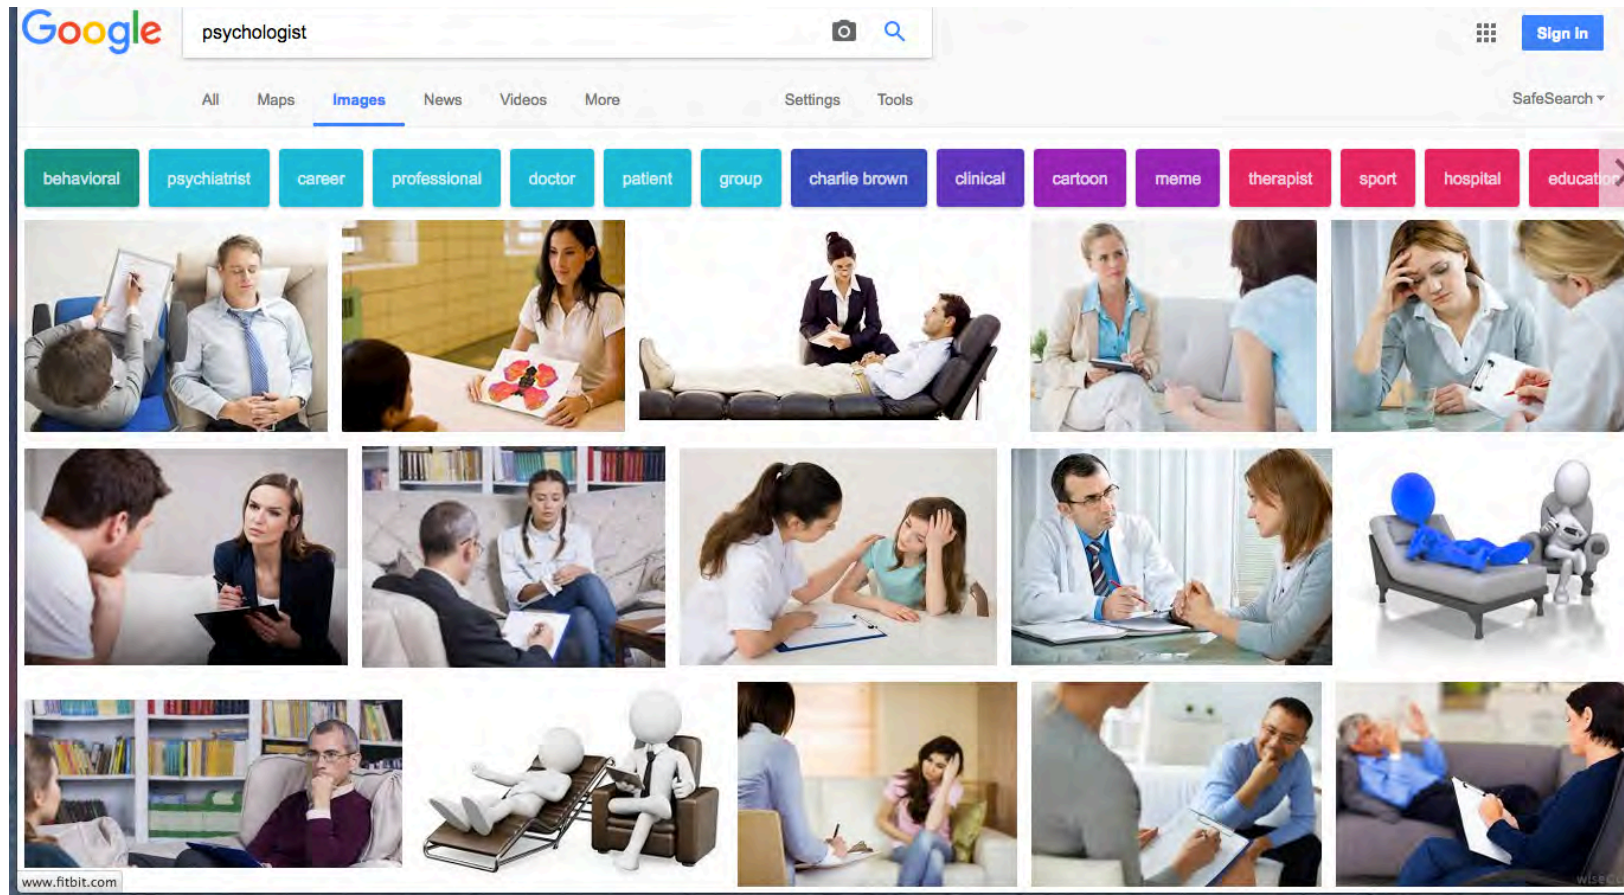 Google psychologist Sign in
All Maps Images News Videos More Settings Tools SafeSearch
behavioral psychiatrist career professional doctor patient group charlie brown clinical cartoon meme therapist sport hospital education
www.fitbit.com